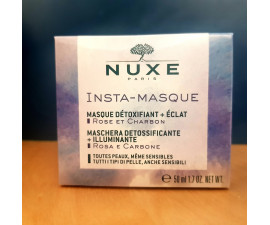 NUXE
PARIS
INSTA-MASQUE
MASQUE DÉTOXIFIANT + ÉCLAT
ROSE ET CHARBON
MASCHERA DETOSSIFICANTE
+ ILLUMINANTE
ROSA E CARBONE
TOUTES PEAUX, MÊME SENSIBLES
TUTTI I TIPI DI PELLE, ANCHE SENSIBILI
50 ml 1.7 OZ. NET WT.